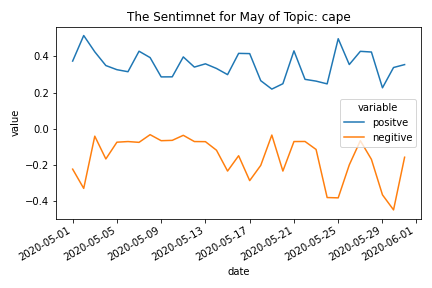 The Sentimnet for May of Topic: cape
value
0.4
0.2
0.0
−0.2
−0.4
variable
positve
negitive
2020-05-01
2020-05-05
2020-05-09
2020-05-13
2020-05-17
2020-05-21
2020-05-25
2020-05-29
2020-06-01
date